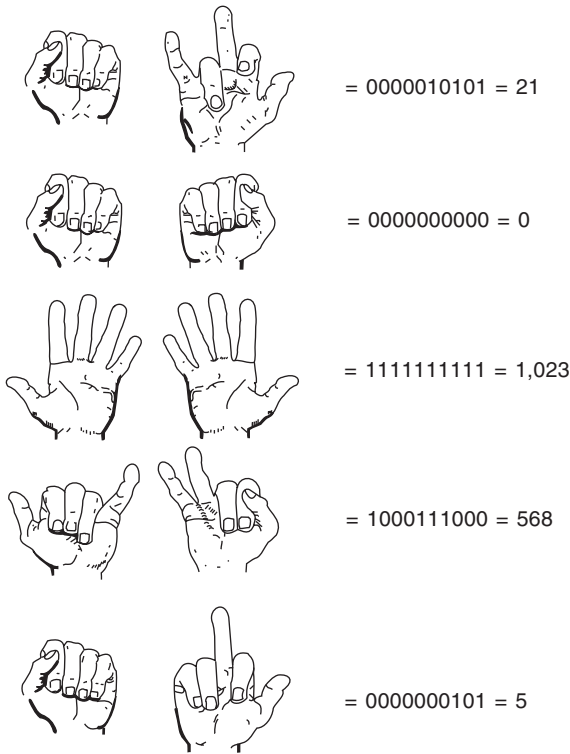 = 0000010101 = 21
= 0000000000 = 0
= 1111111111 = 1,023
= 1000111000 = 568
= 0000000101 = 5